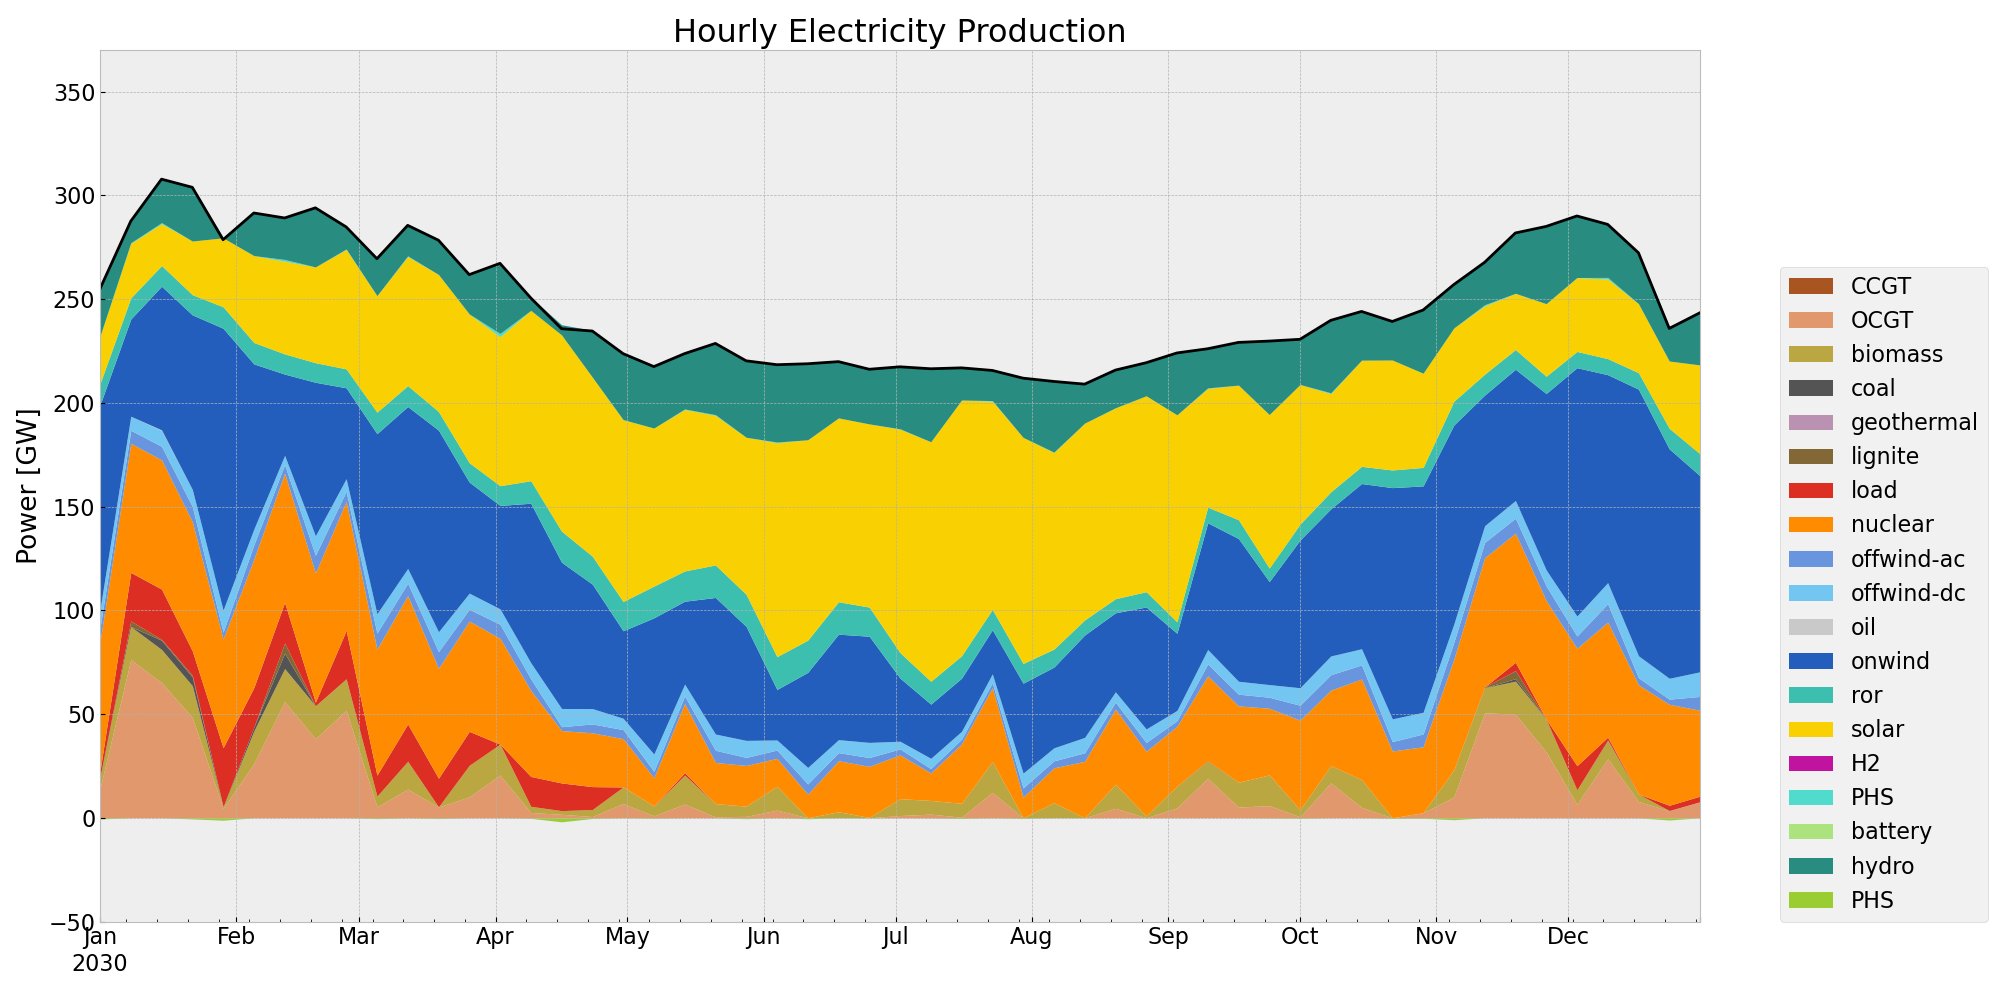 Hourly Electricity Production
Power [GW]
350
300
250
200
150
100
50
0
−50
Jan Feb Mar Apr May Jun Jul Aug Sep Oct Nov Dec
2030
CCGT
OCGT
biomass
coal
geothermal
lignite
load
nuclear
offwind-ac
offwind-dc
oil
onwind
ror
solar
H2
PHS
battery
hydro
PHS